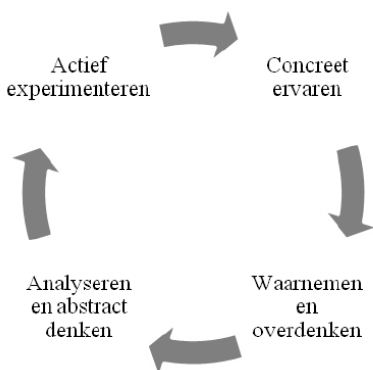 Actief
experimenteren
Concreet
ervaren
Waarnemen
en
overdenken
Analyseren
en abstract
denken